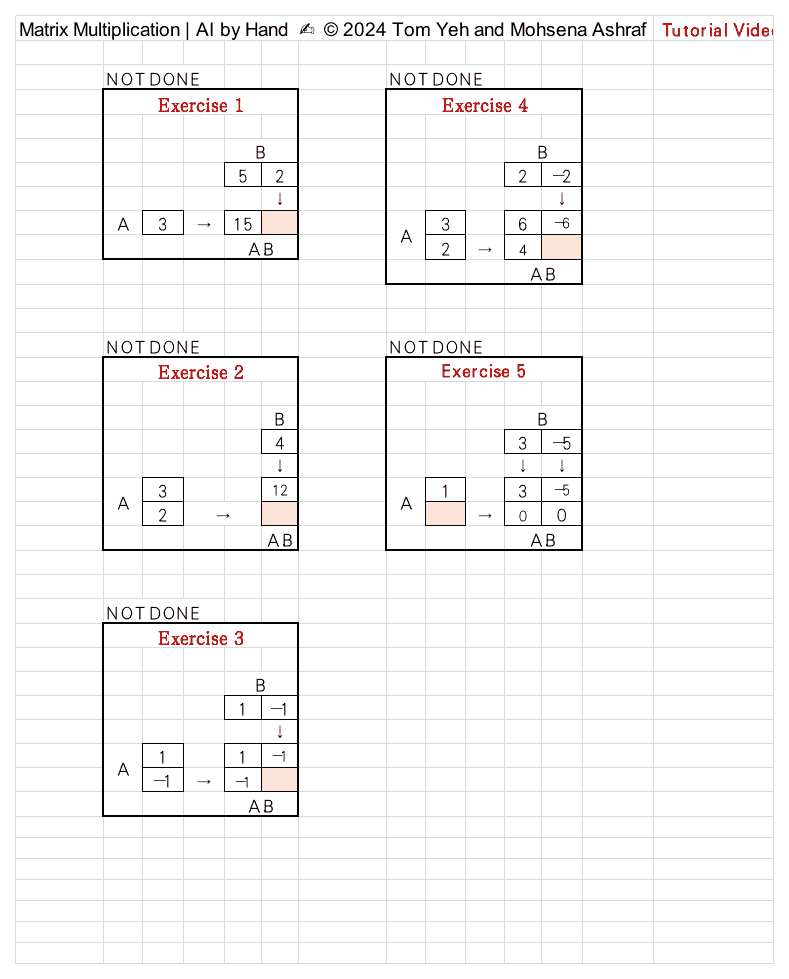 Matrix Multiplication | AI by Hand ✍ © 2024 Tom Yeh and Mohsena Ashraf Tutorial Video
NOT DONE
Exercise 1
B
5 2
↓
A 3 → 15
AB
NOT DONE
Exercise 4
B
2 −2
↓
3 6 −6
A
2 → 4
AB
NOT DONE
Exercise 2
B
4
↓
3 12
A
2 →
AB
NOT DONE
Exercise 5
B
3 −5
↓ ↓
1 3 −5
A
→ 0 0
AB
NOT DONE
Exercise 3
B
1 −1
↓
1 1 −1
A
−1 → −1
AB